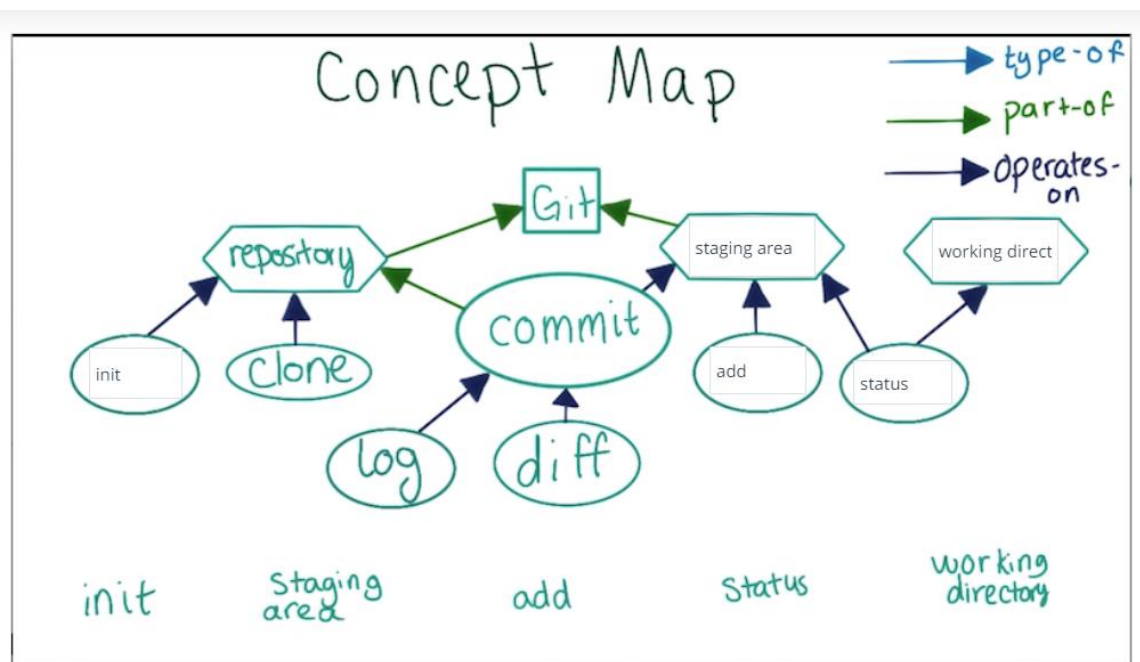 Concept Map
type-of
part-of
operates-
on
Git
repository
staging area
working direct
commit
init
clone
add
status
log
diff
init
Staging
area
add
Status
working
directory